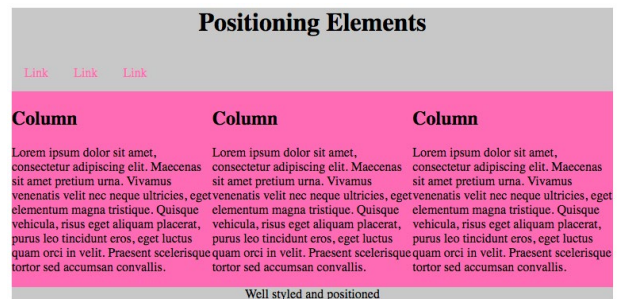 Positioning Elements
Link Link Link
Column
Lorem ipsum dolor sit amet,
consectetur adipiscing elit. Maecenas
sit amet pretium urna. Vivamus
venenatis velit nec neque ultricies, eget
elementum magna tristique. Quisque
vehicula, risus eget aliquam placerat,
purus leo tincidunt eros, eget luctus
quam orci in velit. Praesent scelerisque
tortor sed accumsan convallis.
Column
Lorem ipsum dolor sit amet,
consectetur adipiscing elit. Maecenas
sit amet pretium urna. Vivamus
venenatis velit nec neque ultricies, eget
elementum magna tristique. Quisque
vehicula, risus eget aliquam placerat,
purus leo tincidunt eros, eget luctus
quam orci in velit. Praesent scelerisque
tortor sed accumsan convallis.
Column
Lorem ipsum dolor sit amet,
consectetur adipiscing elit. Maecenas
sit amet pretium urna. Vivamus
venenatis velit nec neque ultricies, eget
elementum magna tristique. Quisque
vehicula, risus eget aliquam placerat,
purus leo tincidunt eros, eget luctus
quam orci in velit. Praesent scelerisque
tortor sed accumsan convallis.
Well styled and positioned